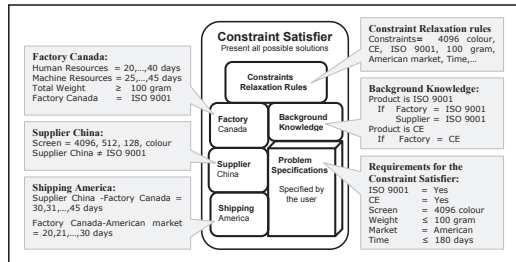 Constraint Satisfier
Present all possible solutions
Constraints
Relaxation Rules
Factory
Canada
Background
Knowledge
Supplier
China
Problem
Specifications
Specified by
the user
Shipping
America
Factory Canada:
Human Resources = 20,...,40 days
Machine Resources = 25,...,45 days
Total Weight ≥ 100 gram
Factory Canada = ISO 9001
Supplier China:
Screen = 4096, 512, 128, colour
Supplier China ≠ ISO 9001
Shipping America:
Supplier China -Factory Canada =
30,31,...,45 days
Factory Canada-American market
= 20,21,...,30 days
Constraint Relaxation rules
Constraints= 4096 colour,
CE, ISO 9001, 100 gram,
American market, Time,...
Background Knowledge:
Product is ISO 9001
If Factory = ISO 9001
Supplier = ISO 9001
Product is CE
If Factory = CE
Requirements for the
Constraint Satisfier:
ISO 9001 = Yes
CE = Yes
Screen = 4096 colour
Weight ≤ 100 gram
Market = American
Time ≤ 180 days